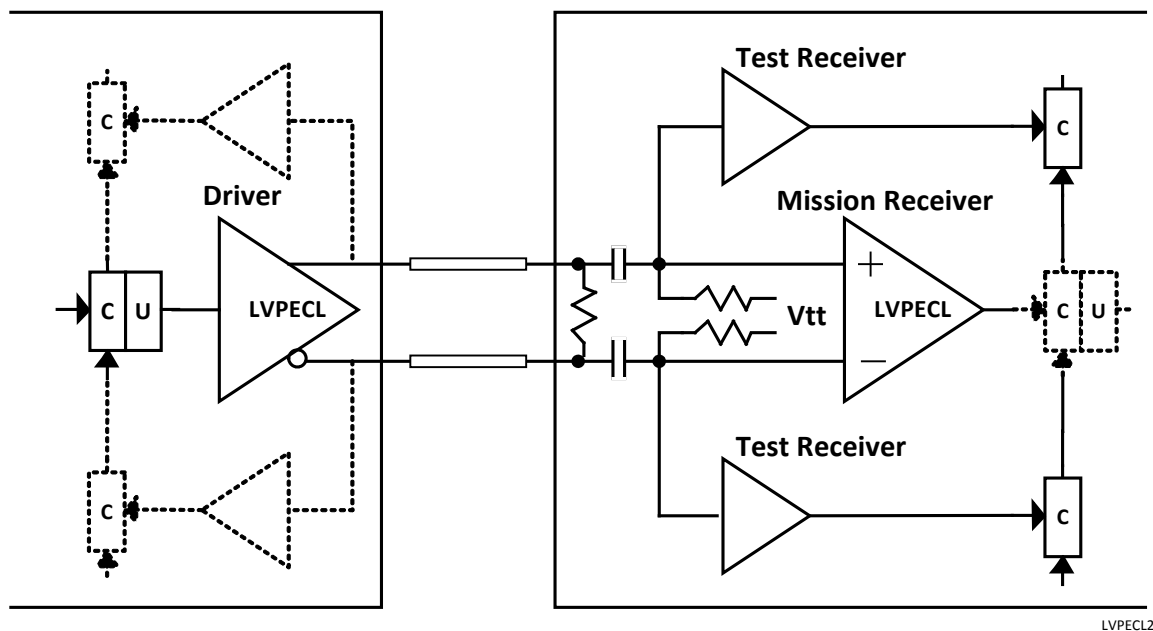 Test Receiver
C
C
Driver
Mission Receiver
+
C U
LVPECL
Vtt
LVPECL
C U
−
Test Receiver
C
C
LVPECL2